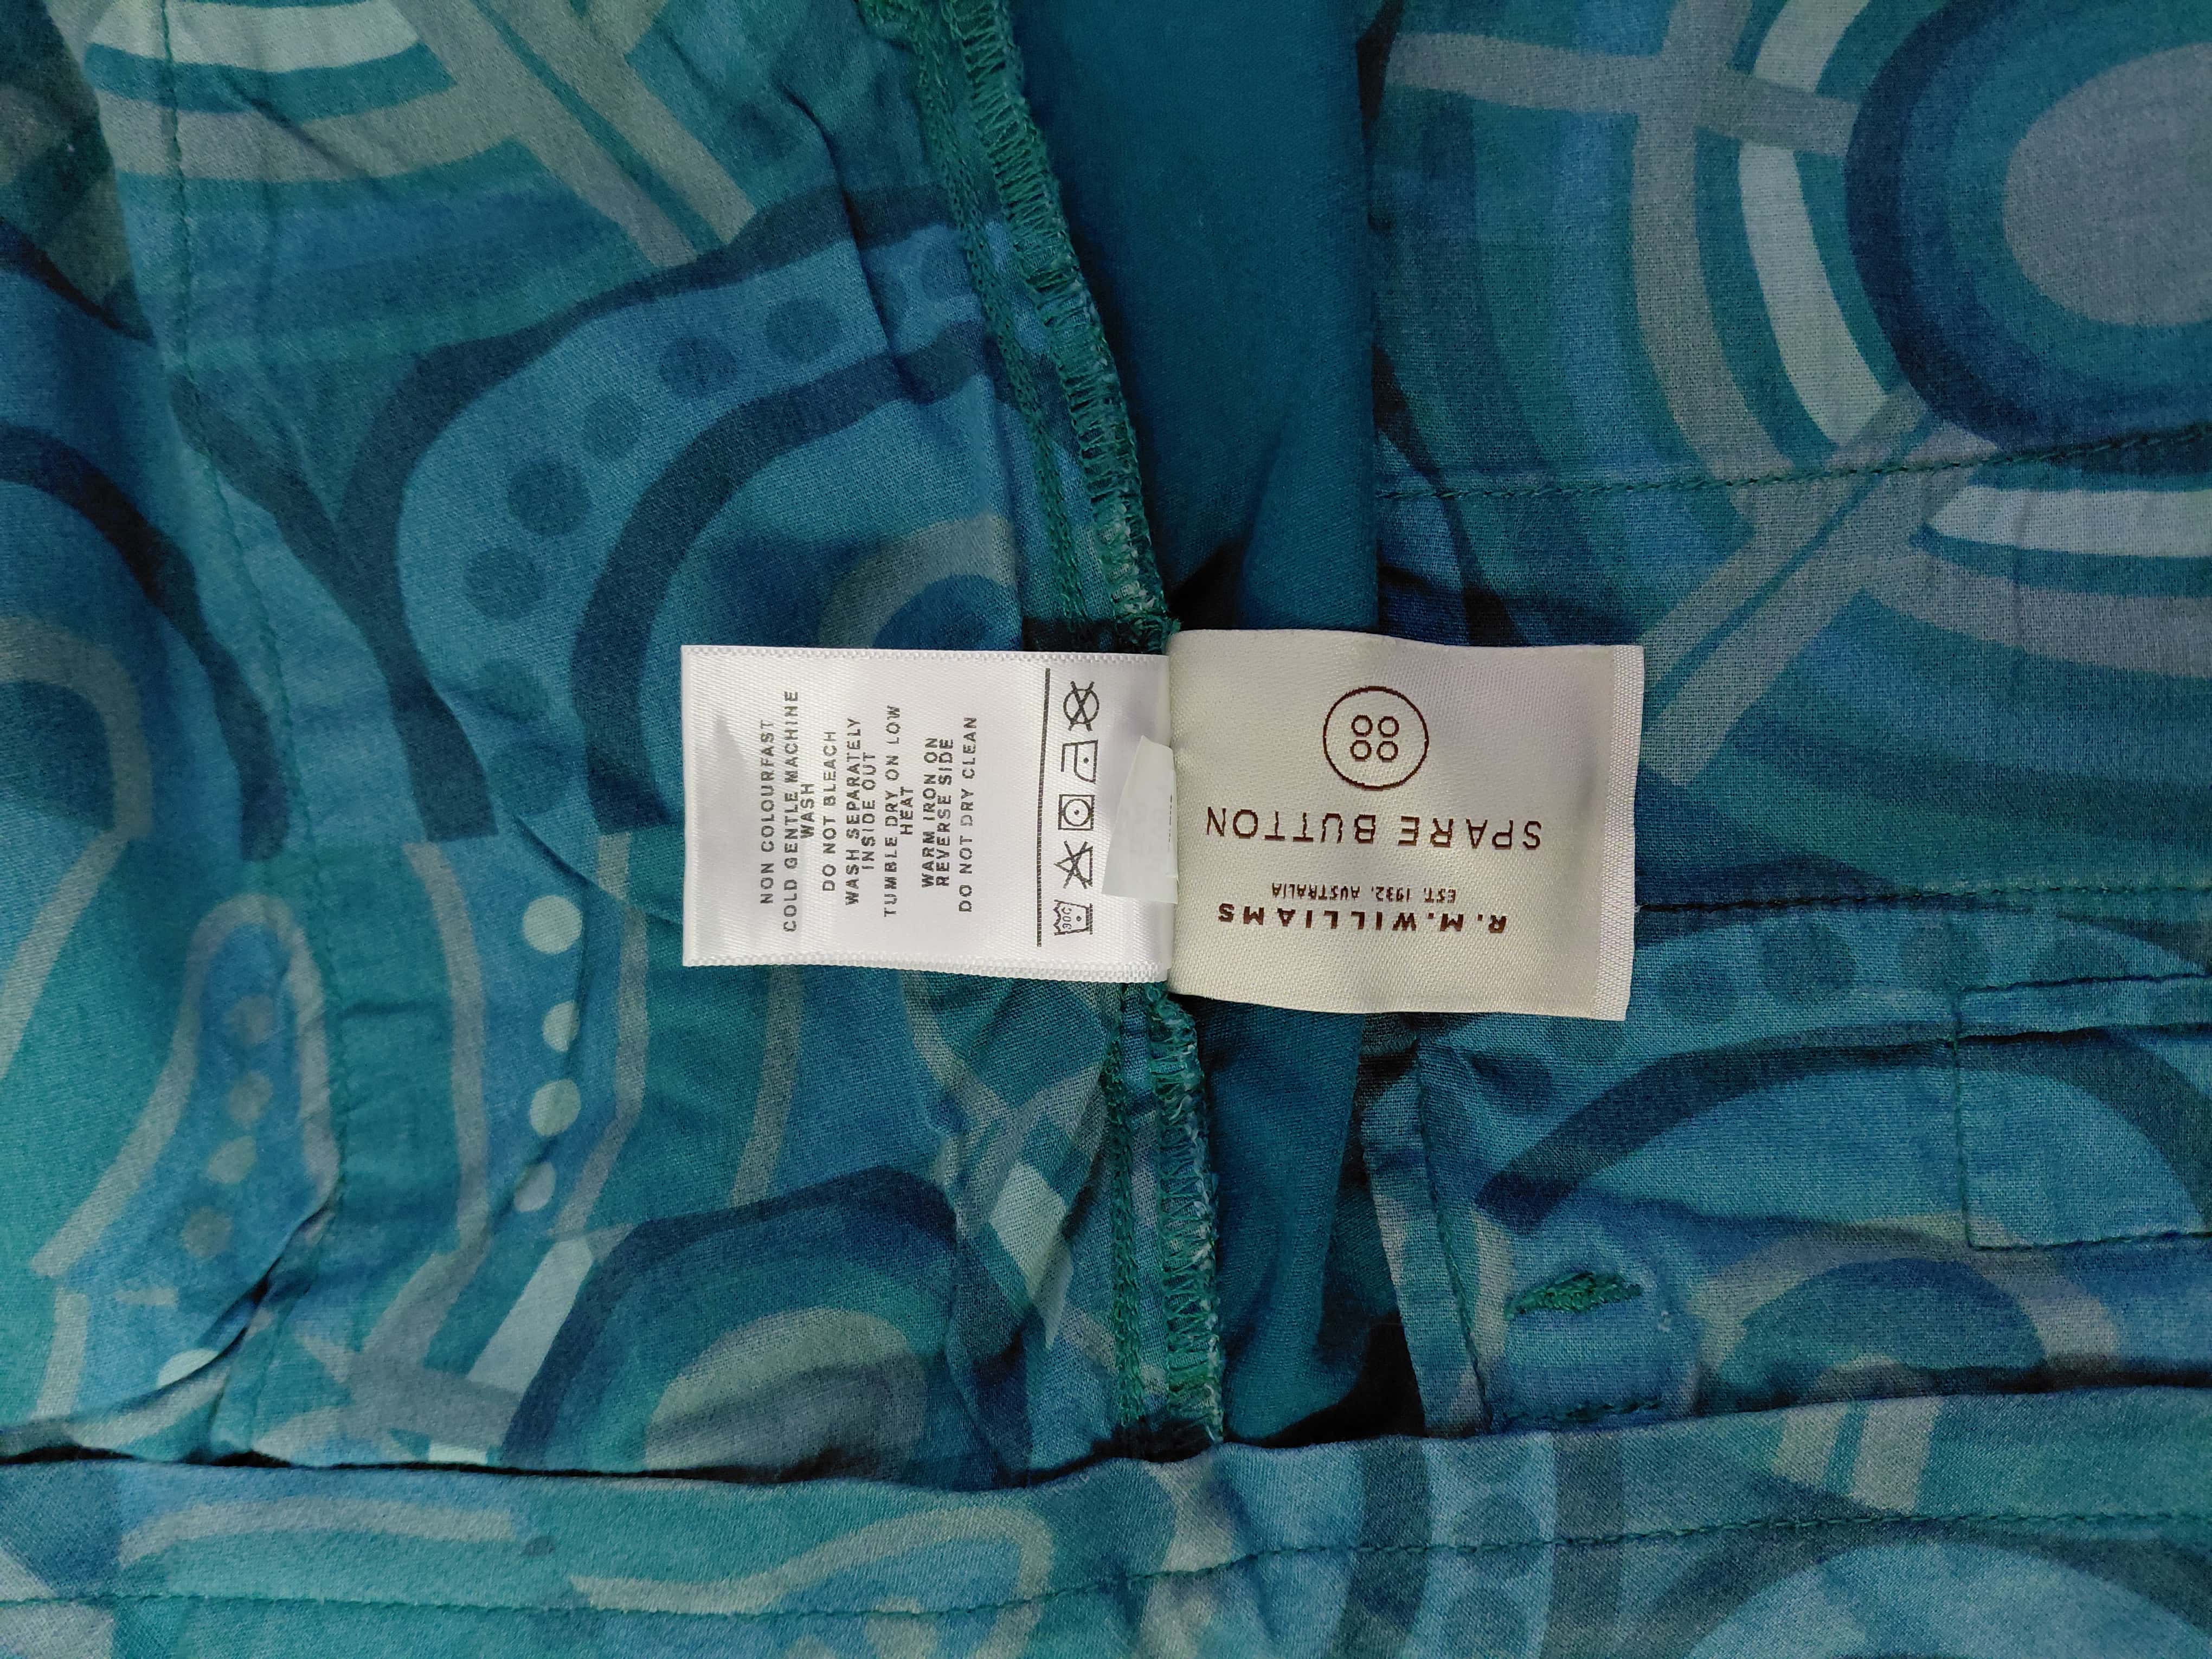 NON COLOURFAST
COLD GENTLE MACHINE
WASH
DO NOT BLEACH
WASH SEPARATELY
INSIDE OUT
TUMBLE DRY ON LOW
HEAT
WARM IRON ON
REVERSE SIDE
DO NOT DRY CLEAN
30C
R.M.WILLIAMS
EST. 1932. AUSTRALIA
SPARE BUTTON